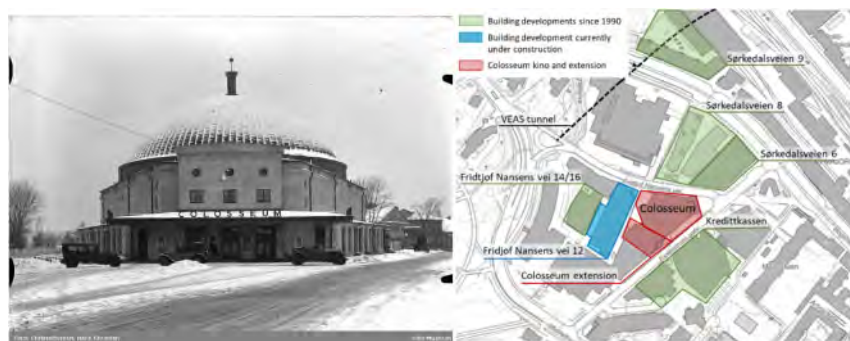 COLOSSEUM
Building developments since 1990
Building development currently
under construction
Colosseum kino and extension
Sørkedalsveien 9
VEAS tunnel
Sørkedalsveien 8
Sørkedalsveien 6
Fridtjof Nansens vei 14/16
Colosseum
Kredittkassen
Fridjof Nansens vei 12
Colosseum extension